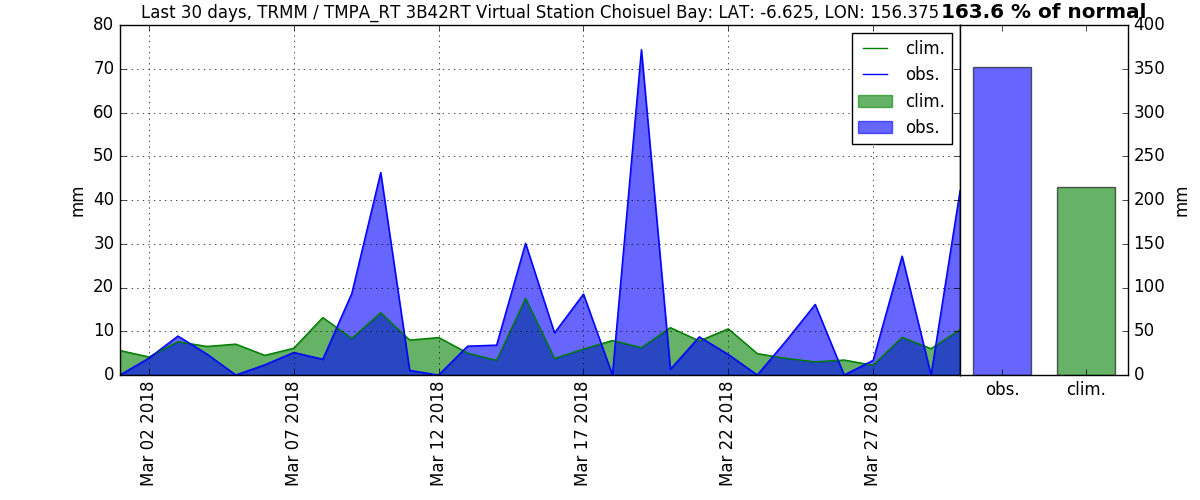 Last 30 days, TRMM / TMPA_RT 3B42RT Virtual Station Choisuel Bay: LAT: -6.625, LON: 156.375 163.6 % of normal
80
70
60
50
40
30
20
10
0
mm
clim.
obs.
clim.
obs.
400
350
300
250
200
150
100
50
0
mm
Mar 02 2018
Mar 07 2018
Mar 12 2018
Mar 17 2018
Mar 22 2018
Mar 27 2018
obs. clim.